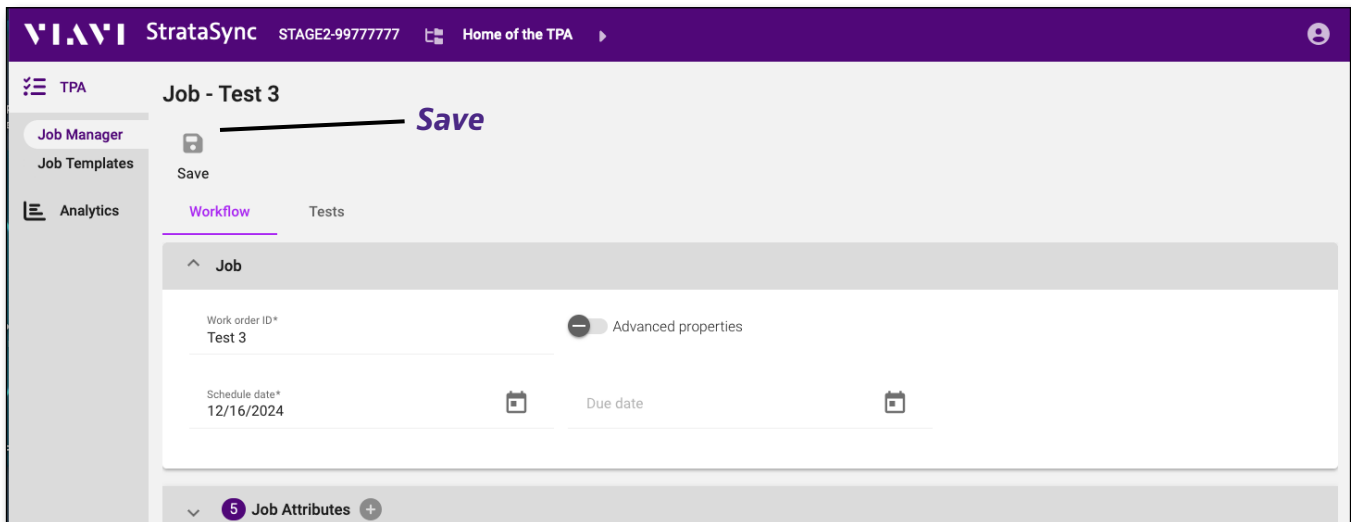 VIAVI StrataSync STAGE2-99777777 Home of the TPA
TPA
Job Manager
Job Templates
Analytics
Job - Test 3
Save
Save
Workflow Tests
Job
Work order ID*
Test 3
Advanced properties
Schedule date*
12/16/2024
Due date
5 Job Attributes